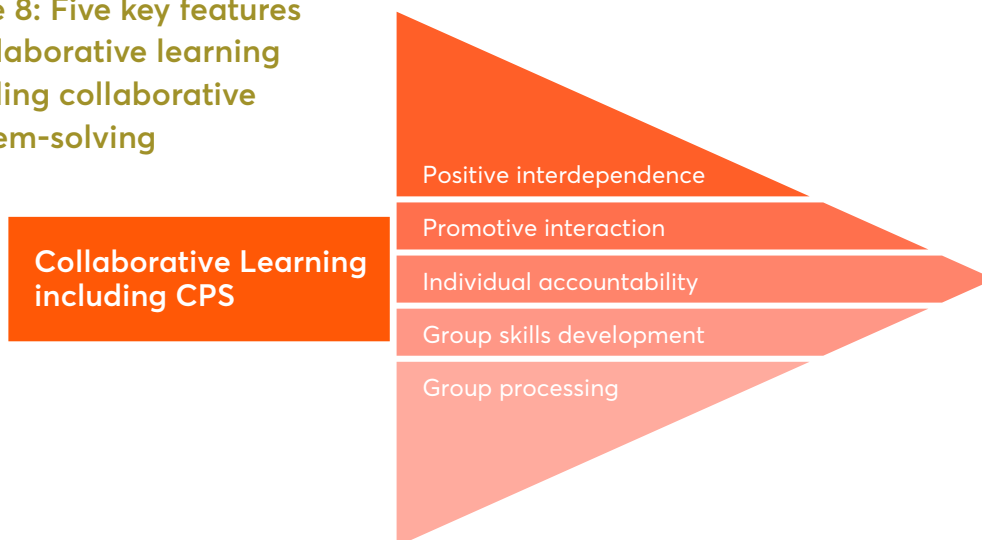 e 8: Five key features
laborative learning
ding collaborative
em-solving
Collaborative Learning
including CPS
Positive interdependence
Promotive interaction
Individual accountability
Group skills development
Group processing